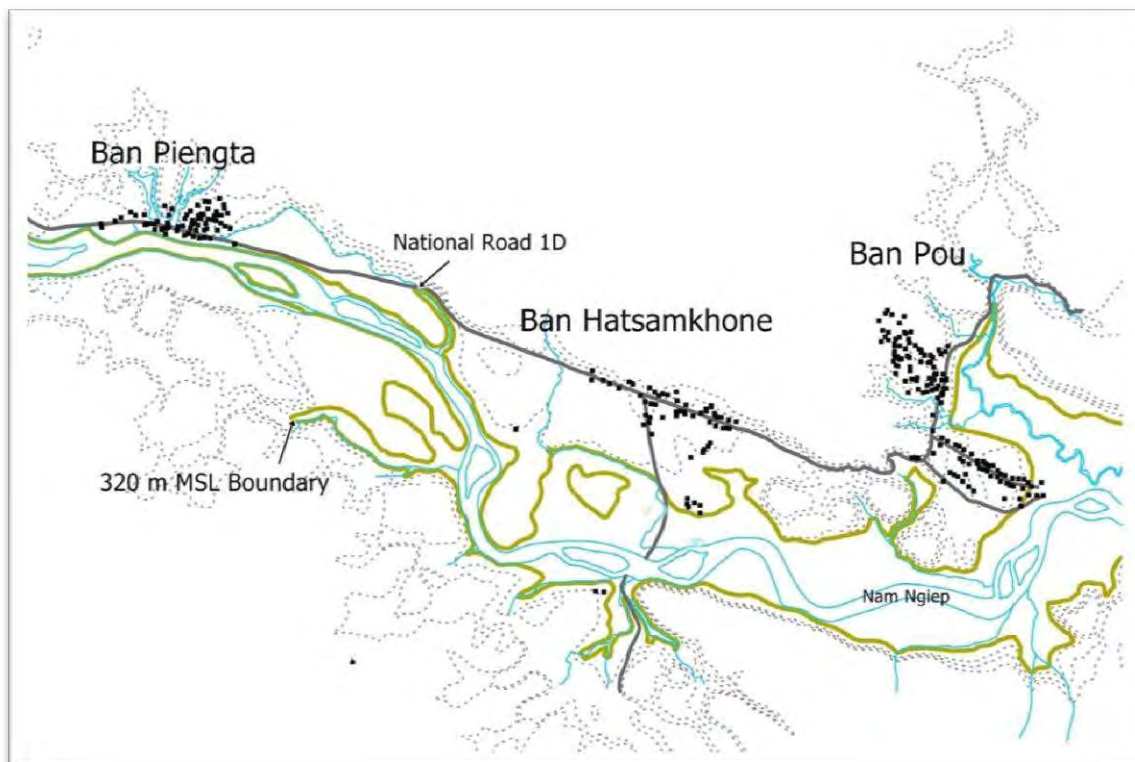 Ban Piengta
National Road 1D
Ban Pou
Ban Hatsamkhone
320 m MSL Boundary
Nam Ngiep